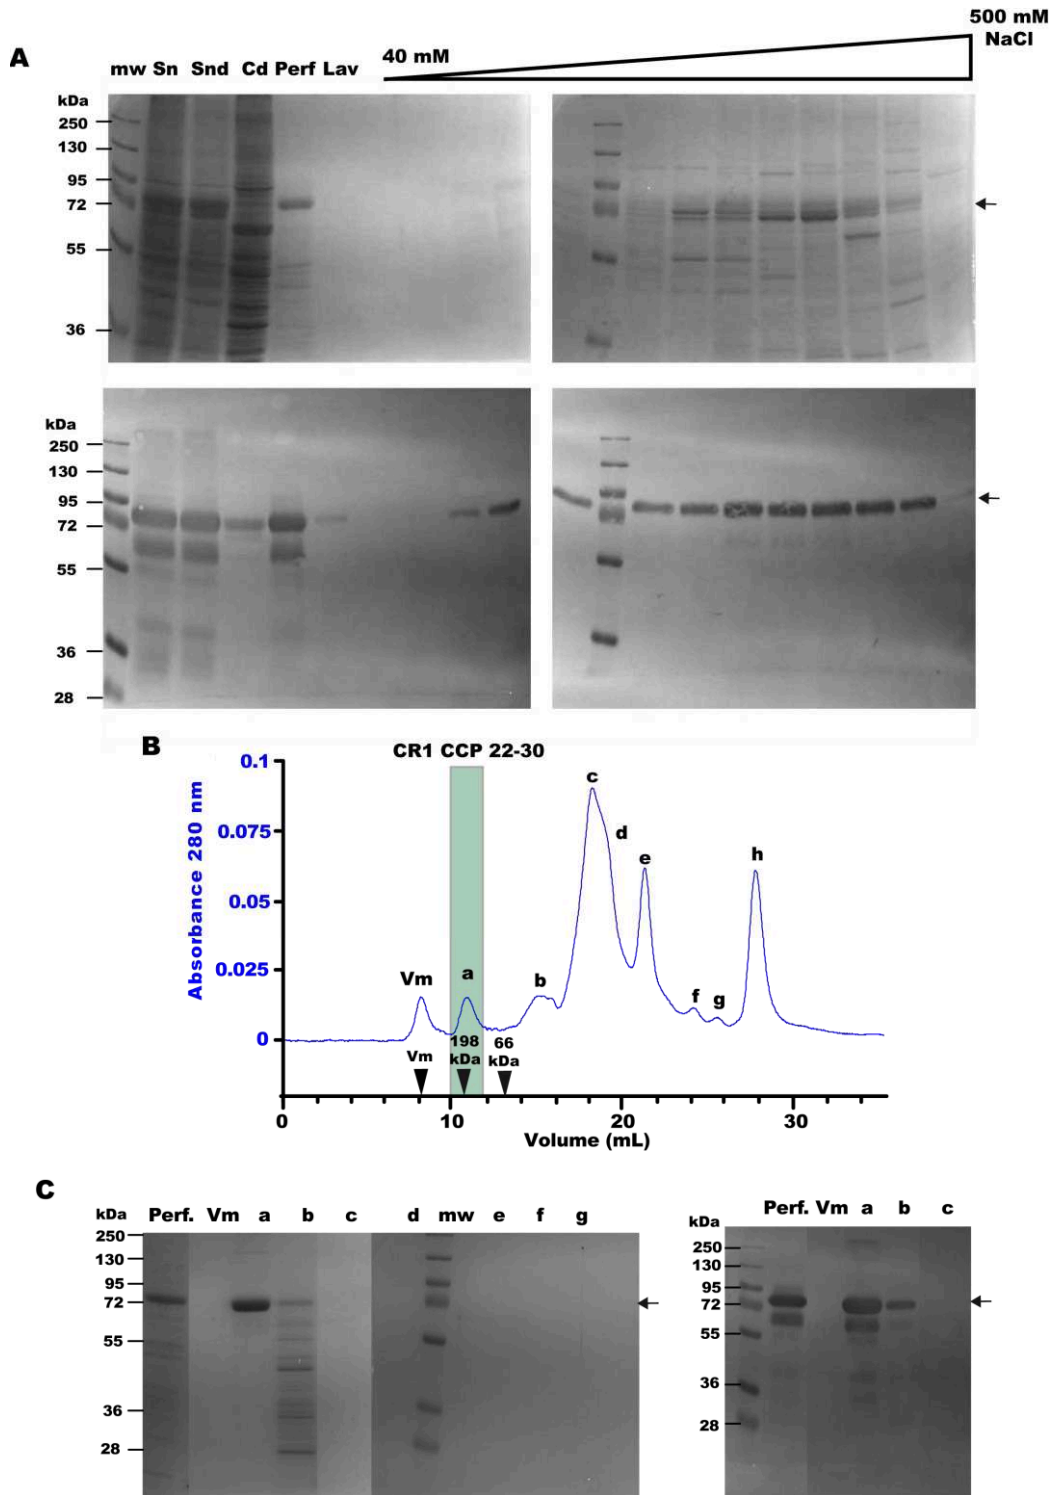 A
mw Sn Snd Cd Perf Lav
40 mM
500 mM
NaCl
kDa
250
130
95
72
55
36
kDa
250
130
95
72
55
36
28
B
CR1 CCP 22-30
Absorbance 280 nm
0.1
0.075
0.05
0.025
0
Vm
a
b
c
d
e
f
g
h
Vm
198
kDa
66
kDa
0
10
20
30
Volume (mL)
C
kDa Perf. Vm a b c d mw e f g
250
130
95
72
55
36
28
kDa Perf. Vm a b c
250
130
95
72
55
36
28